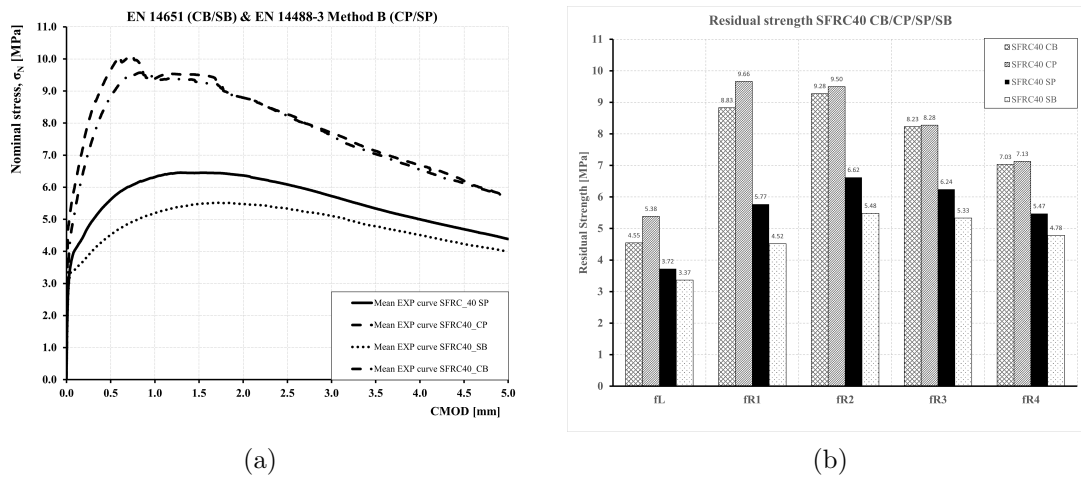 EN 14651 (CB/SB) & EN 14488-3 Method B (CP/SP)
Nominal stress, σN [MPa]
11.0
10.0
9.0
8.0
7.0
6.0
5.0
4.0
3.0
2.0
1.0
0.0
0.0 0.5 1.0 1.5 2.0 2.5 3.0 3.5 4.0 4.5 5.0
CMOD [mm]
Mean EXP curve SFRC_40 SP
Mean EXP curve SFRC40_CP
Mean EXP curve SFRC40_SB
Mean EXP curve SFRC40_CB
(a)
Residual strength SFRC40 CB/CP/SP/SB
Residual Strength [MPa]
11
10
9
8
7
6
5
4
3
2
1
0
SFRC40 CB
SFRC40 CP
SFRC40 SP
SFRC40 SB
4.55 5.38 3.72 3.37
8.83 9.66 5.77 4.52
9.28 9.50 6.62 5.48
8.23 8.28 6.24 5.33
7.03 7.13 5.47 4.78
fL fR1 fR2 fR3 fR4
(b)